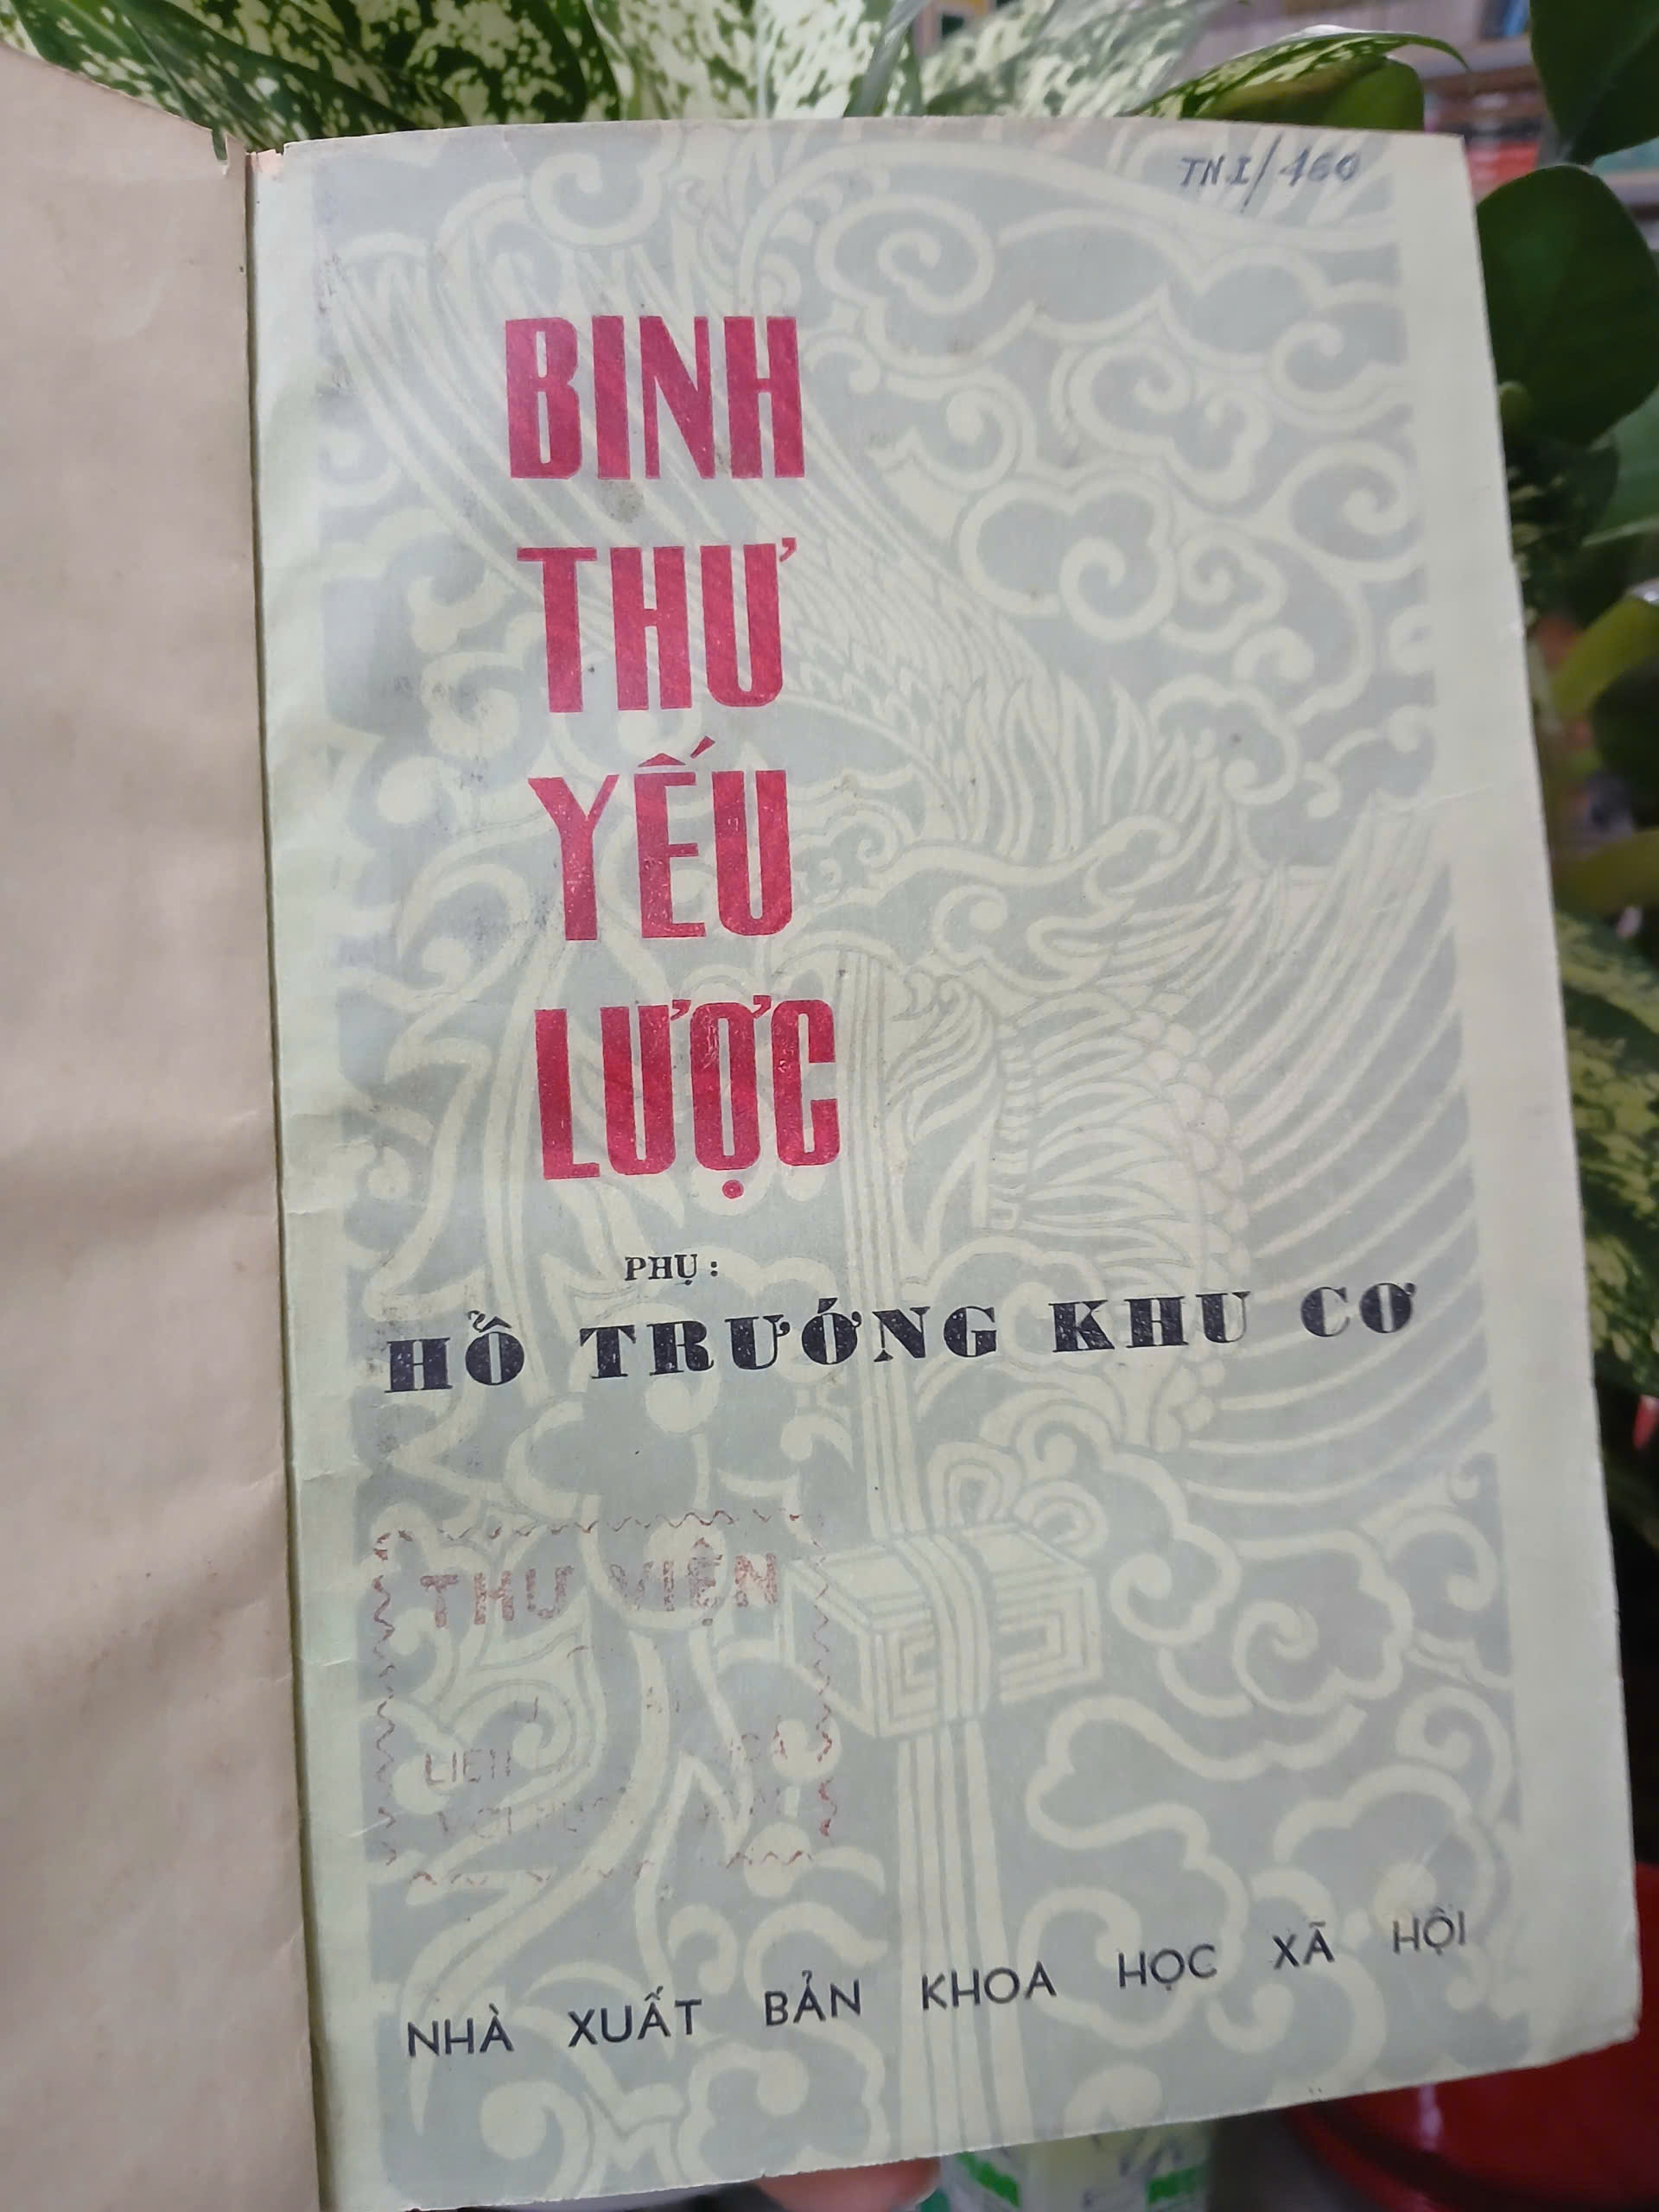 TN.I/460
BINH
THƯ
YẾU
LƯỢC
PHỤ:
HỔ TRƯỚNG KHU CƠ
THƯ VIỆN
NHÀ XUẤT BẢN KHOA HỌC XÃ HỘI